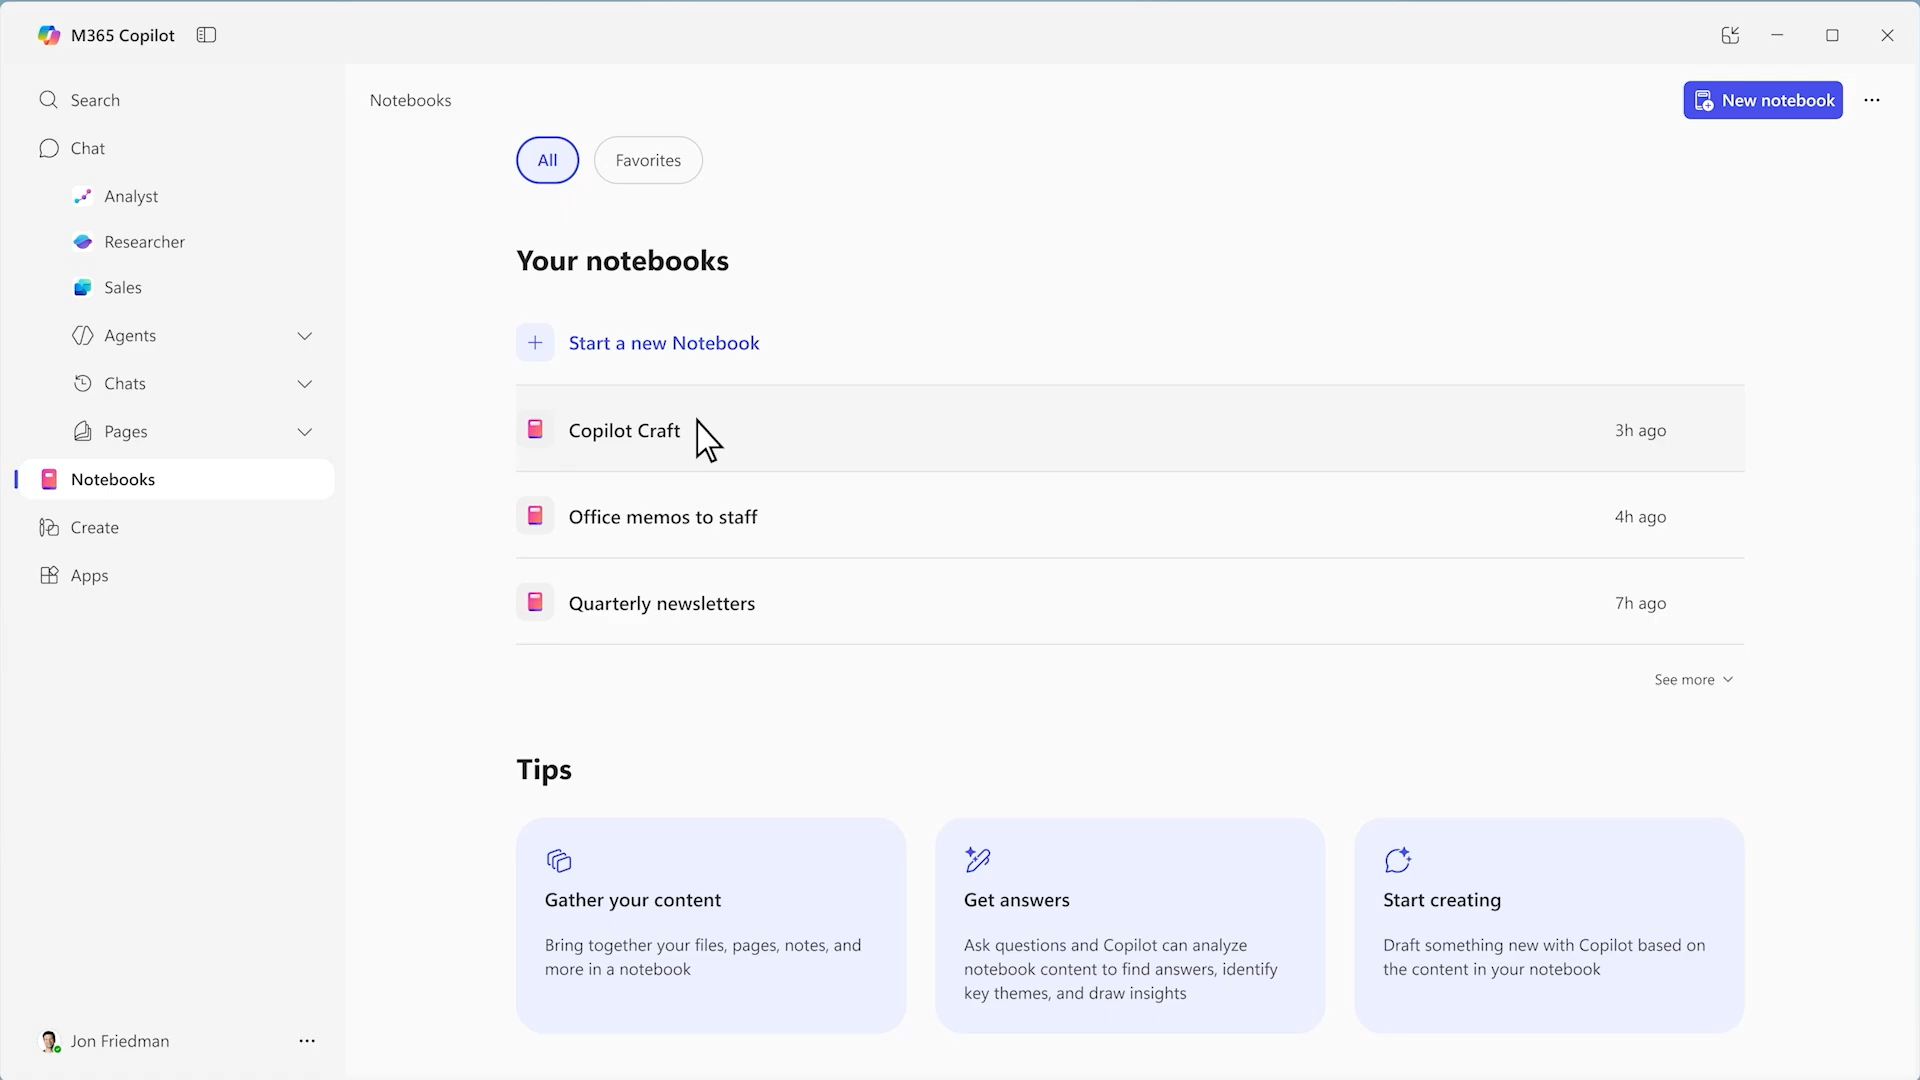 M365 Copilot
Search
Chat
Analyst
Researcher
Sales
Agents
Chats
Pages
Notebooks
Create
Apps
Jon Friedman
Notebooks
New notebook
All
Favorites
Your notebooks
Start a new Notebook
Copilot Craft
3h ago
Office memos to staff
4h ago
Quarterly newsletters
7h ago
See more
Tips
Gather your content
Bring together your files, pages, notes, and
more in a notebook
Get answers
Ask questions and Copilot can analyze
notebook content to find answers, identify
key themes, and draw insights
Start creating
Draft something new with Copilot based on
the content in your notebook